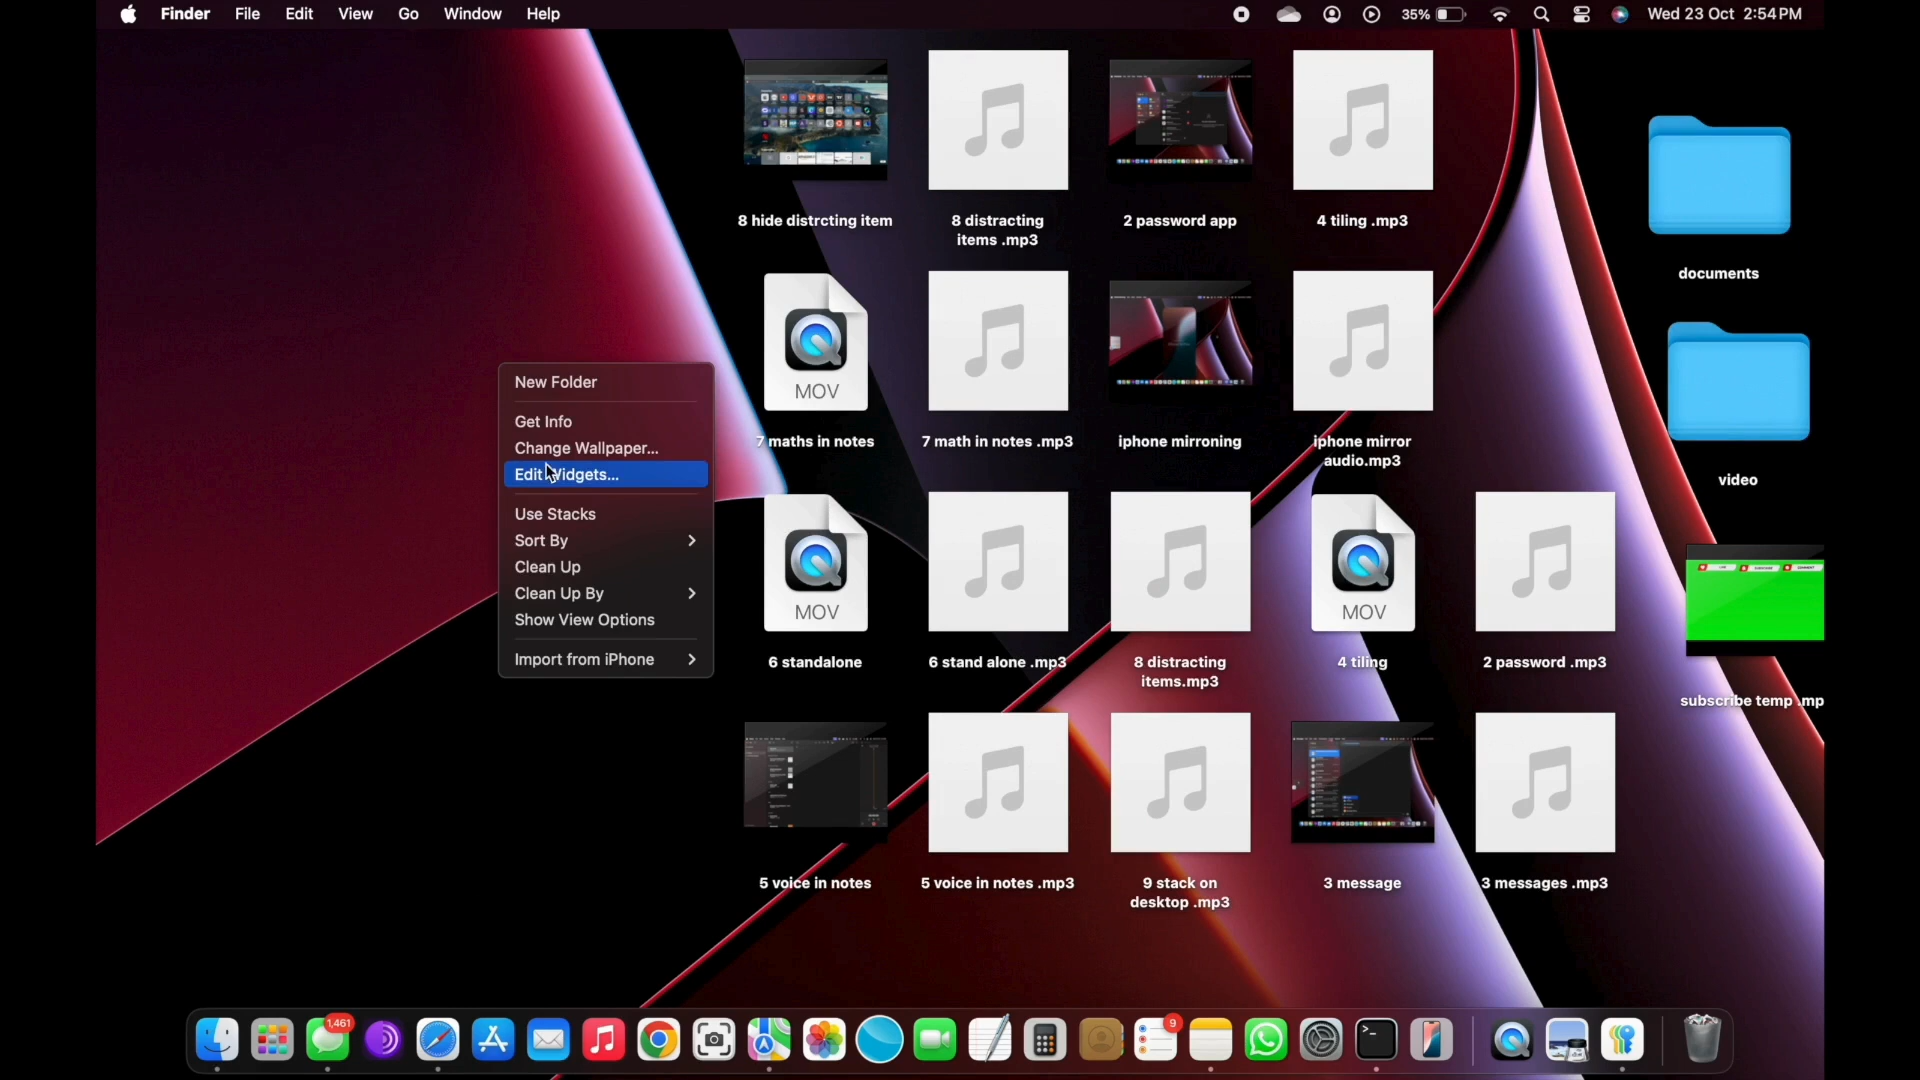 Finder File Edit View Go Window Help 35% Wed 23 Oct 2:54 PM
8 hide distrcting item
8 distracting
items .mp3
2 password app
4 tiling .mp3
documents
MOV
7 maths in notes
7 math in notes .mp3
iphone mirroning
iphone mirror
audio.mp3
video
New Folder
Get Info
Change Wallpaper...
Edit Widgets...
Use Stacks
Sort By
Clean Up
Clean Up By
Show View Options
Import from iPhone
MOV
6 standalone
6 stand alone .mp3
8 distracting
items.mp3
MOV
4 tiling
2 password .mp3
subscribe temp .mp
5 voice in notes
5 voice in notes .mp3
9 stack on
desktop .mp3
3 message
3 messages .mp3
1,461
9